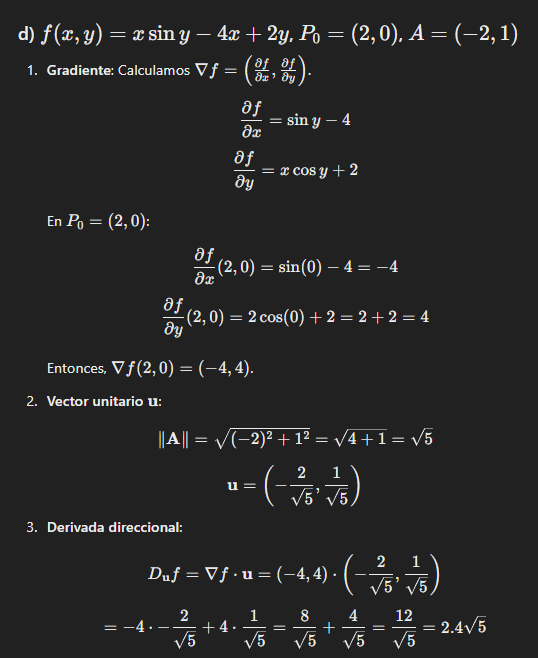 d) f(x, y) = x sin y − 4x + 2y, P₀ = (2, 0), A = (−2, 1)
1. Gradiente: Calculamos ∇f = (∂f/∂x, ∂f/∂y).
∂f/∂x = sin y − 4
∂f/∂y = x cos y + 2
En P₀ = (2, 0):
∂f/∂x (2, 0) = sin(0) − 4 = −4
∂f/∂y (2, 0) = 2 cos(0) + 2 = 2 + 2 = 4
Entonces, ∇f(2, 0) = (−4, 4).
2. Vector unitario u:
‖A‖ = √((−2)² + 1²) = √(4 + 1) = √5
u = (−2/√5, 1/√5)
3. Derivada direccional:
Dᵤf = ∇f · u = (−4, 4) · (−2/√5, 1/√5)
= −4 · −2/√5 + 4 · 1/√5 = 8/√5 + 4/√5 = 12/√5 = 2.4√5